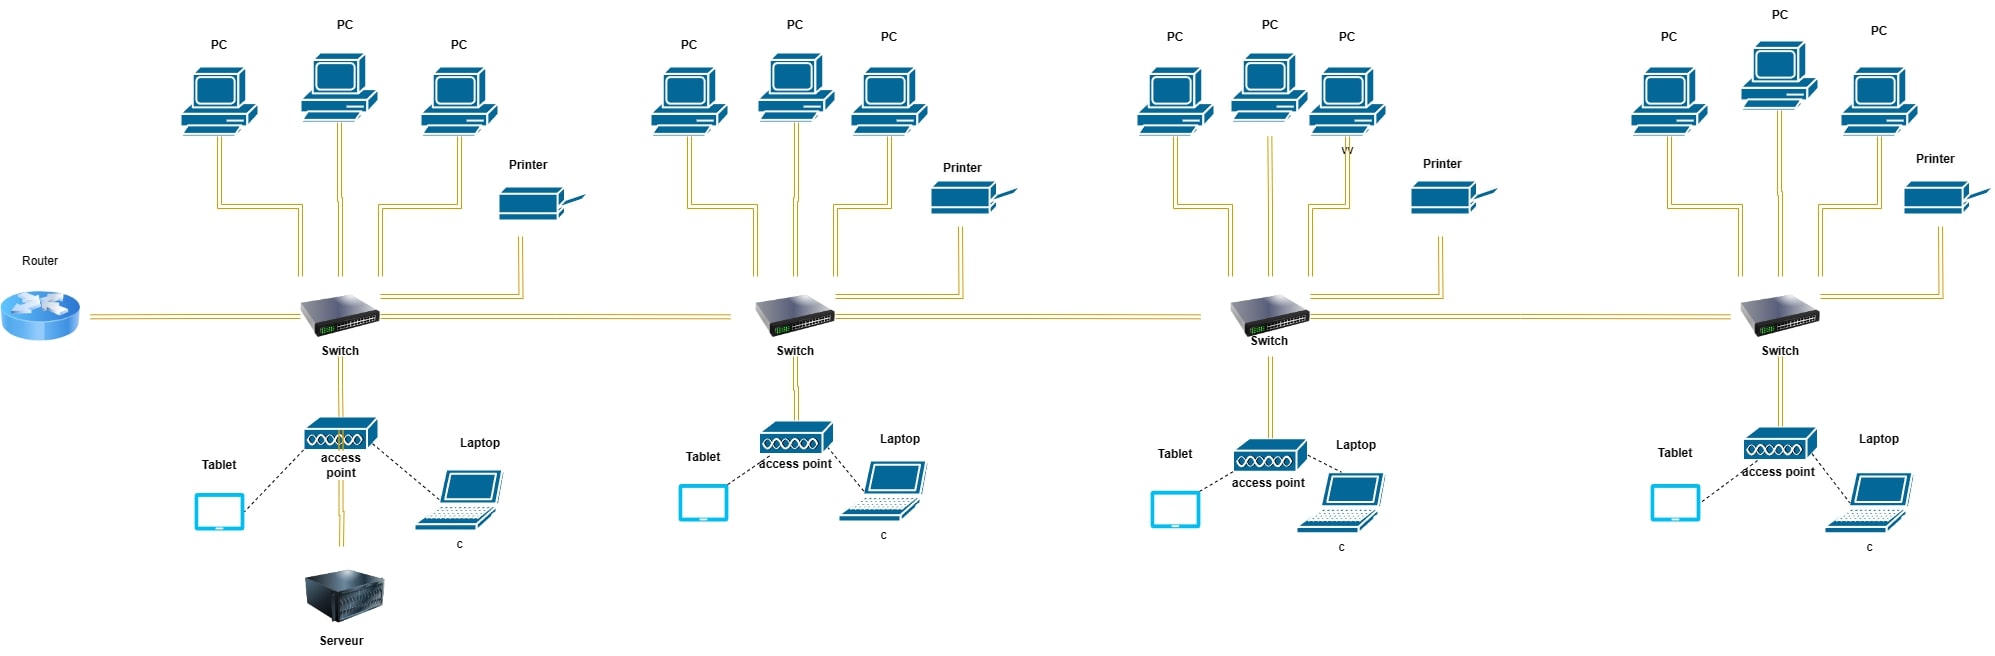 PC
PC
PC
PC
PC
PC
PC
PC
PC
PC
PC
PC
vv
Printer
Printer
Printer
Printer
Router
Switch
Switch
Switch
Switch
access
point
Tablet
Laptop
c
access point
Tablet
Laptop
c
access point
Tablet
Laptop
c
access point
Tablet
Laptop
c
Serveur